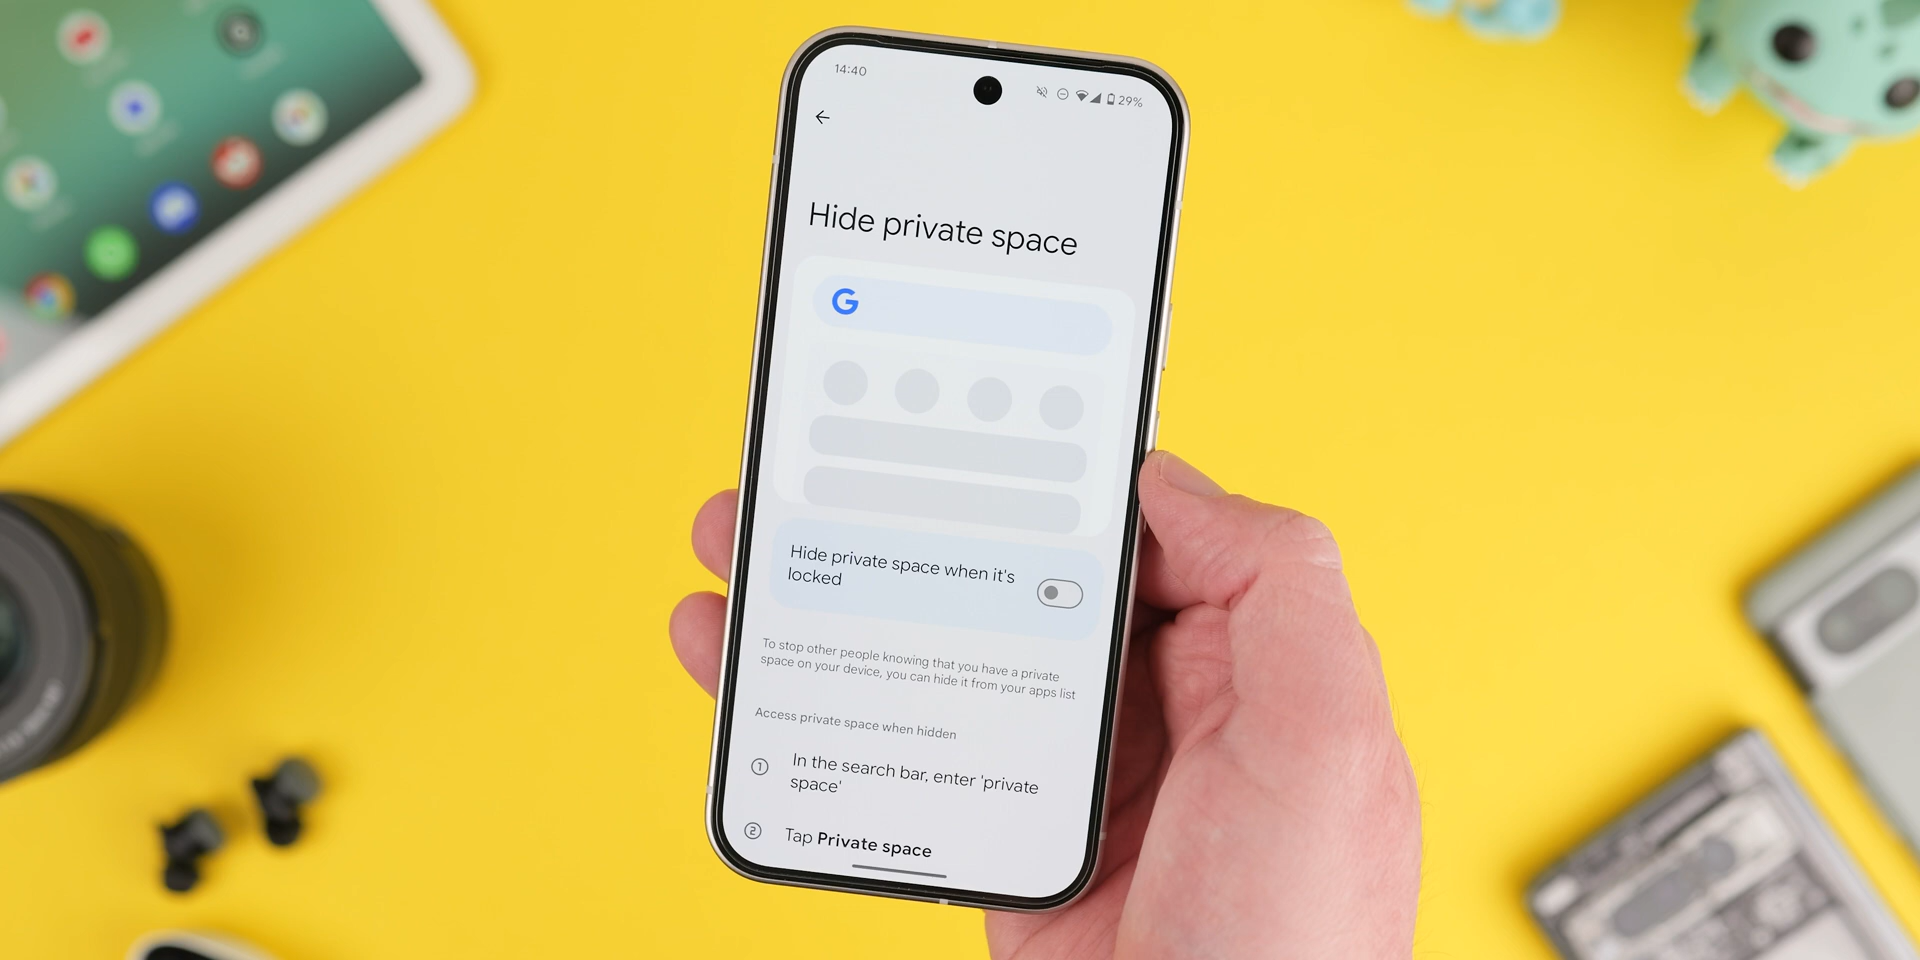 14:40
29%
Hide private space
G
Hide private space when it's
locked
To stop other people knowing that you have a private
space on your device, you can hide it from your apps list
Access private space when hidden
1 In the search bar, enter 'private
space'
2 Tap Private space